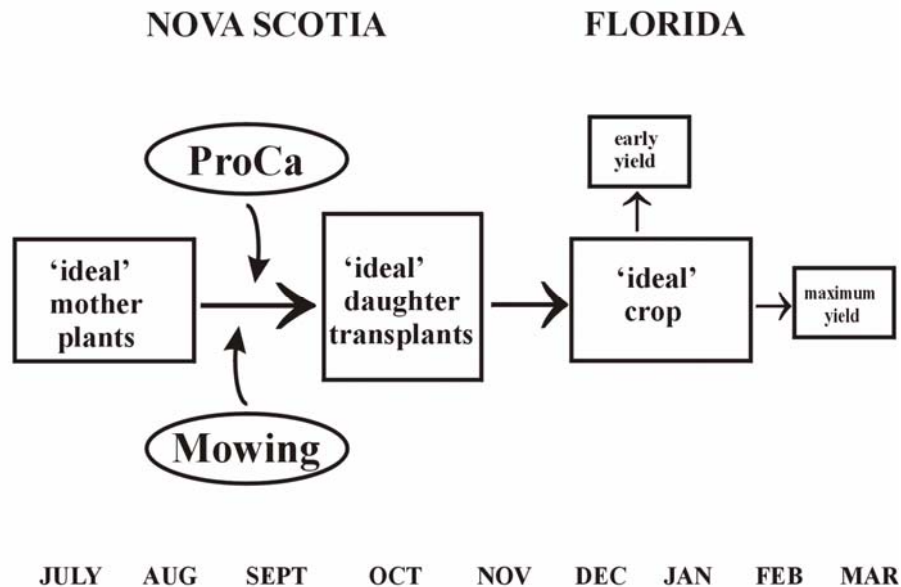 NOVA SCOTIA
FLORIDA
ProCa
early
yield
‘ideal’
mother
plants
‘ideal’
daughter
transplants
‘ideal’
crop
maximum
yield
Mowing
JULY AUG SEPT OCT NOV DEC JAN FEB MAR